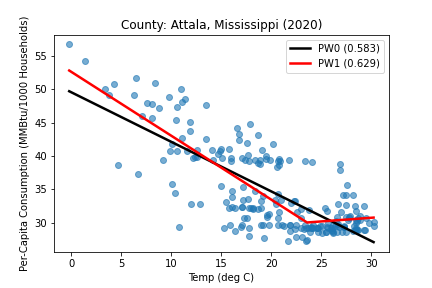 County: Attala, Mississippi (2020)
PW0 (0.583)
PW1 (0.629)
Per-Capita Consumption (MMBtu/1000 Households)
55
50
45
40
35
30
0 5 10 15 20 25 30
Temp (deg C)